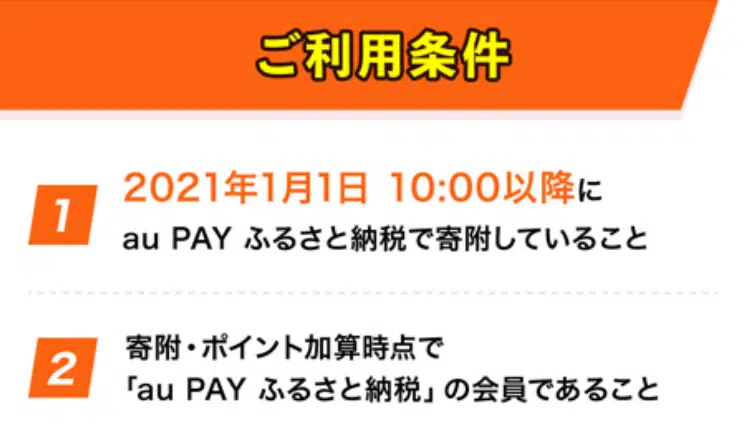 ご利用条件
1
2021年1月1日 10:00以降に
au PAY ふるさと納税で寄附していること
2
寄附・ポイント加算時点で
「au PAY ふるさと納税」の会員であること